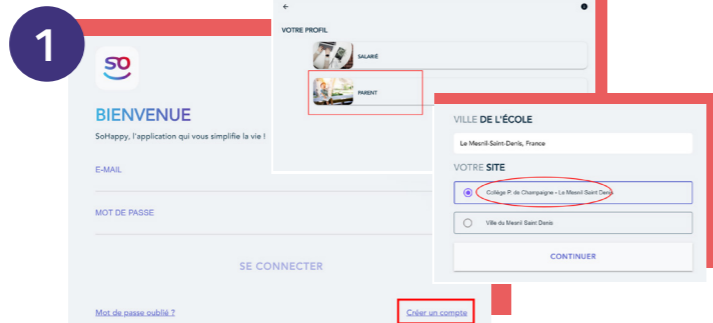 1
so
BIENVENUE
SoHappy, l'application qui vous simplifie la vie !
E-MAIL
MOT DE PASSE
SE CONNECTER
Mot de passe oublié ?
Créer un compte
VOTRE PROFIL
SALARIÉ
PARENT
VILLE DE L'ÉCOLE
Le Mesnil-Saint-Denis, France
VOTRE SITE
Collège P. de Champaigne - Le Mesnil Saint Denis
Ville du Mesnil Saint Denis
CONTINUER